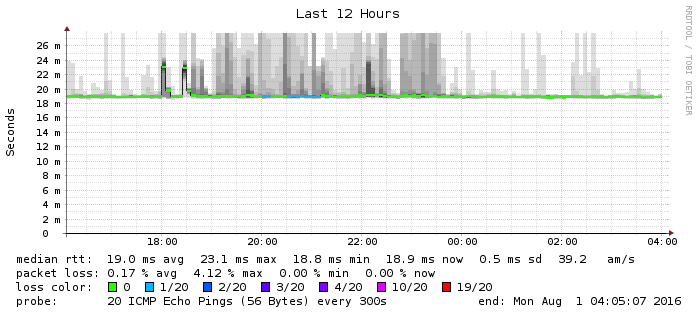 Last 12 Hours
RRDTOOL / TOBI OETIKER
Seconds
26 m
24 m
22 m
20 m
18 m
16 m
14 m
12 m
10 m
8 m
6 m
4 m
2 m
0
18:00 20:00 22:00 00:00 02:00 04:00
median rtt: 19.0 ms avg 23.1 ms max 18.8 ms min 18.9 ms now 0.5 ms sd 39.2 am/s
packet loss: 0.17 % avg 4.12 % max 0.00 % min 0.00 % now
loss color: 0 1/20 2/20 3/20 4/20 10/20 19/20
probe: 20 ICMP Echo Pings (56 Bytes) every 300s end: Mon Aug 1 04:05:07 2016